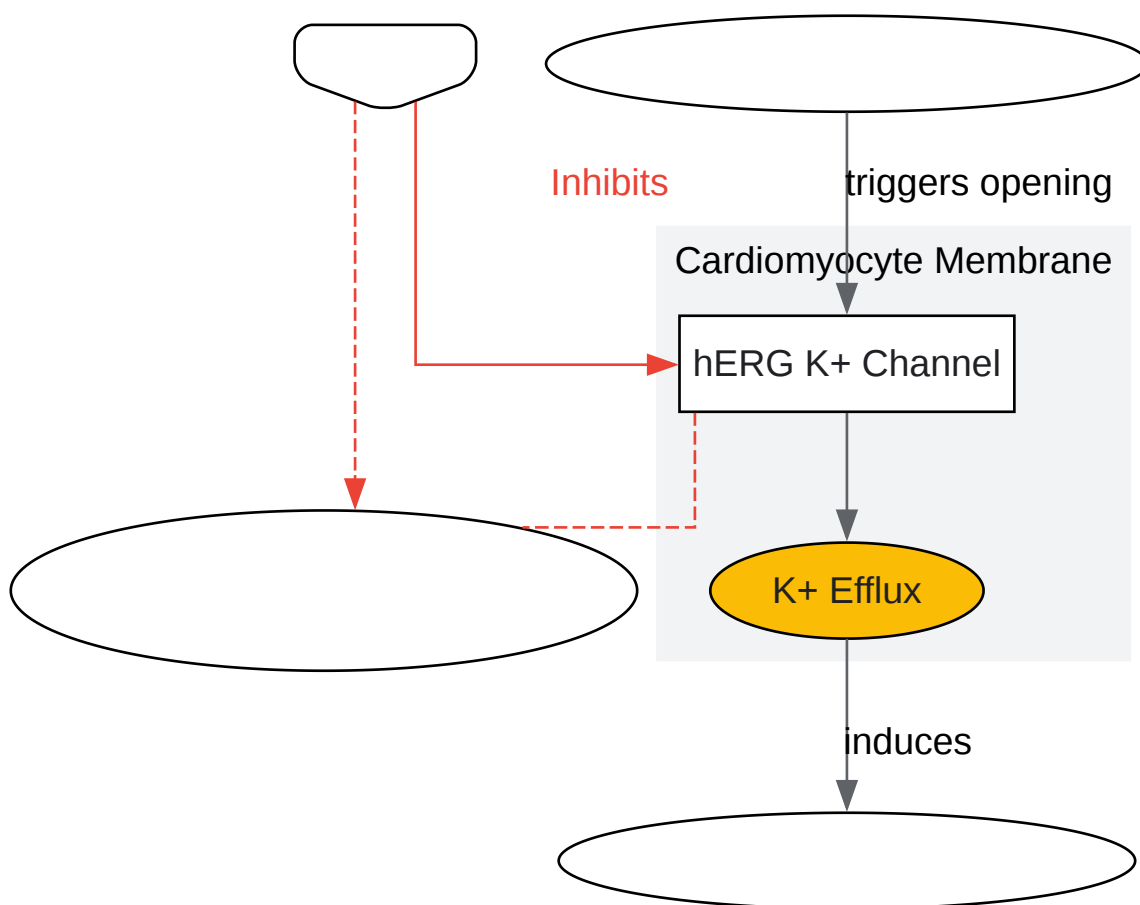 Inhibits
triggers opening
Cardiomyocyte Membrane
hERG K+ Channel
K+ Efflux
induces